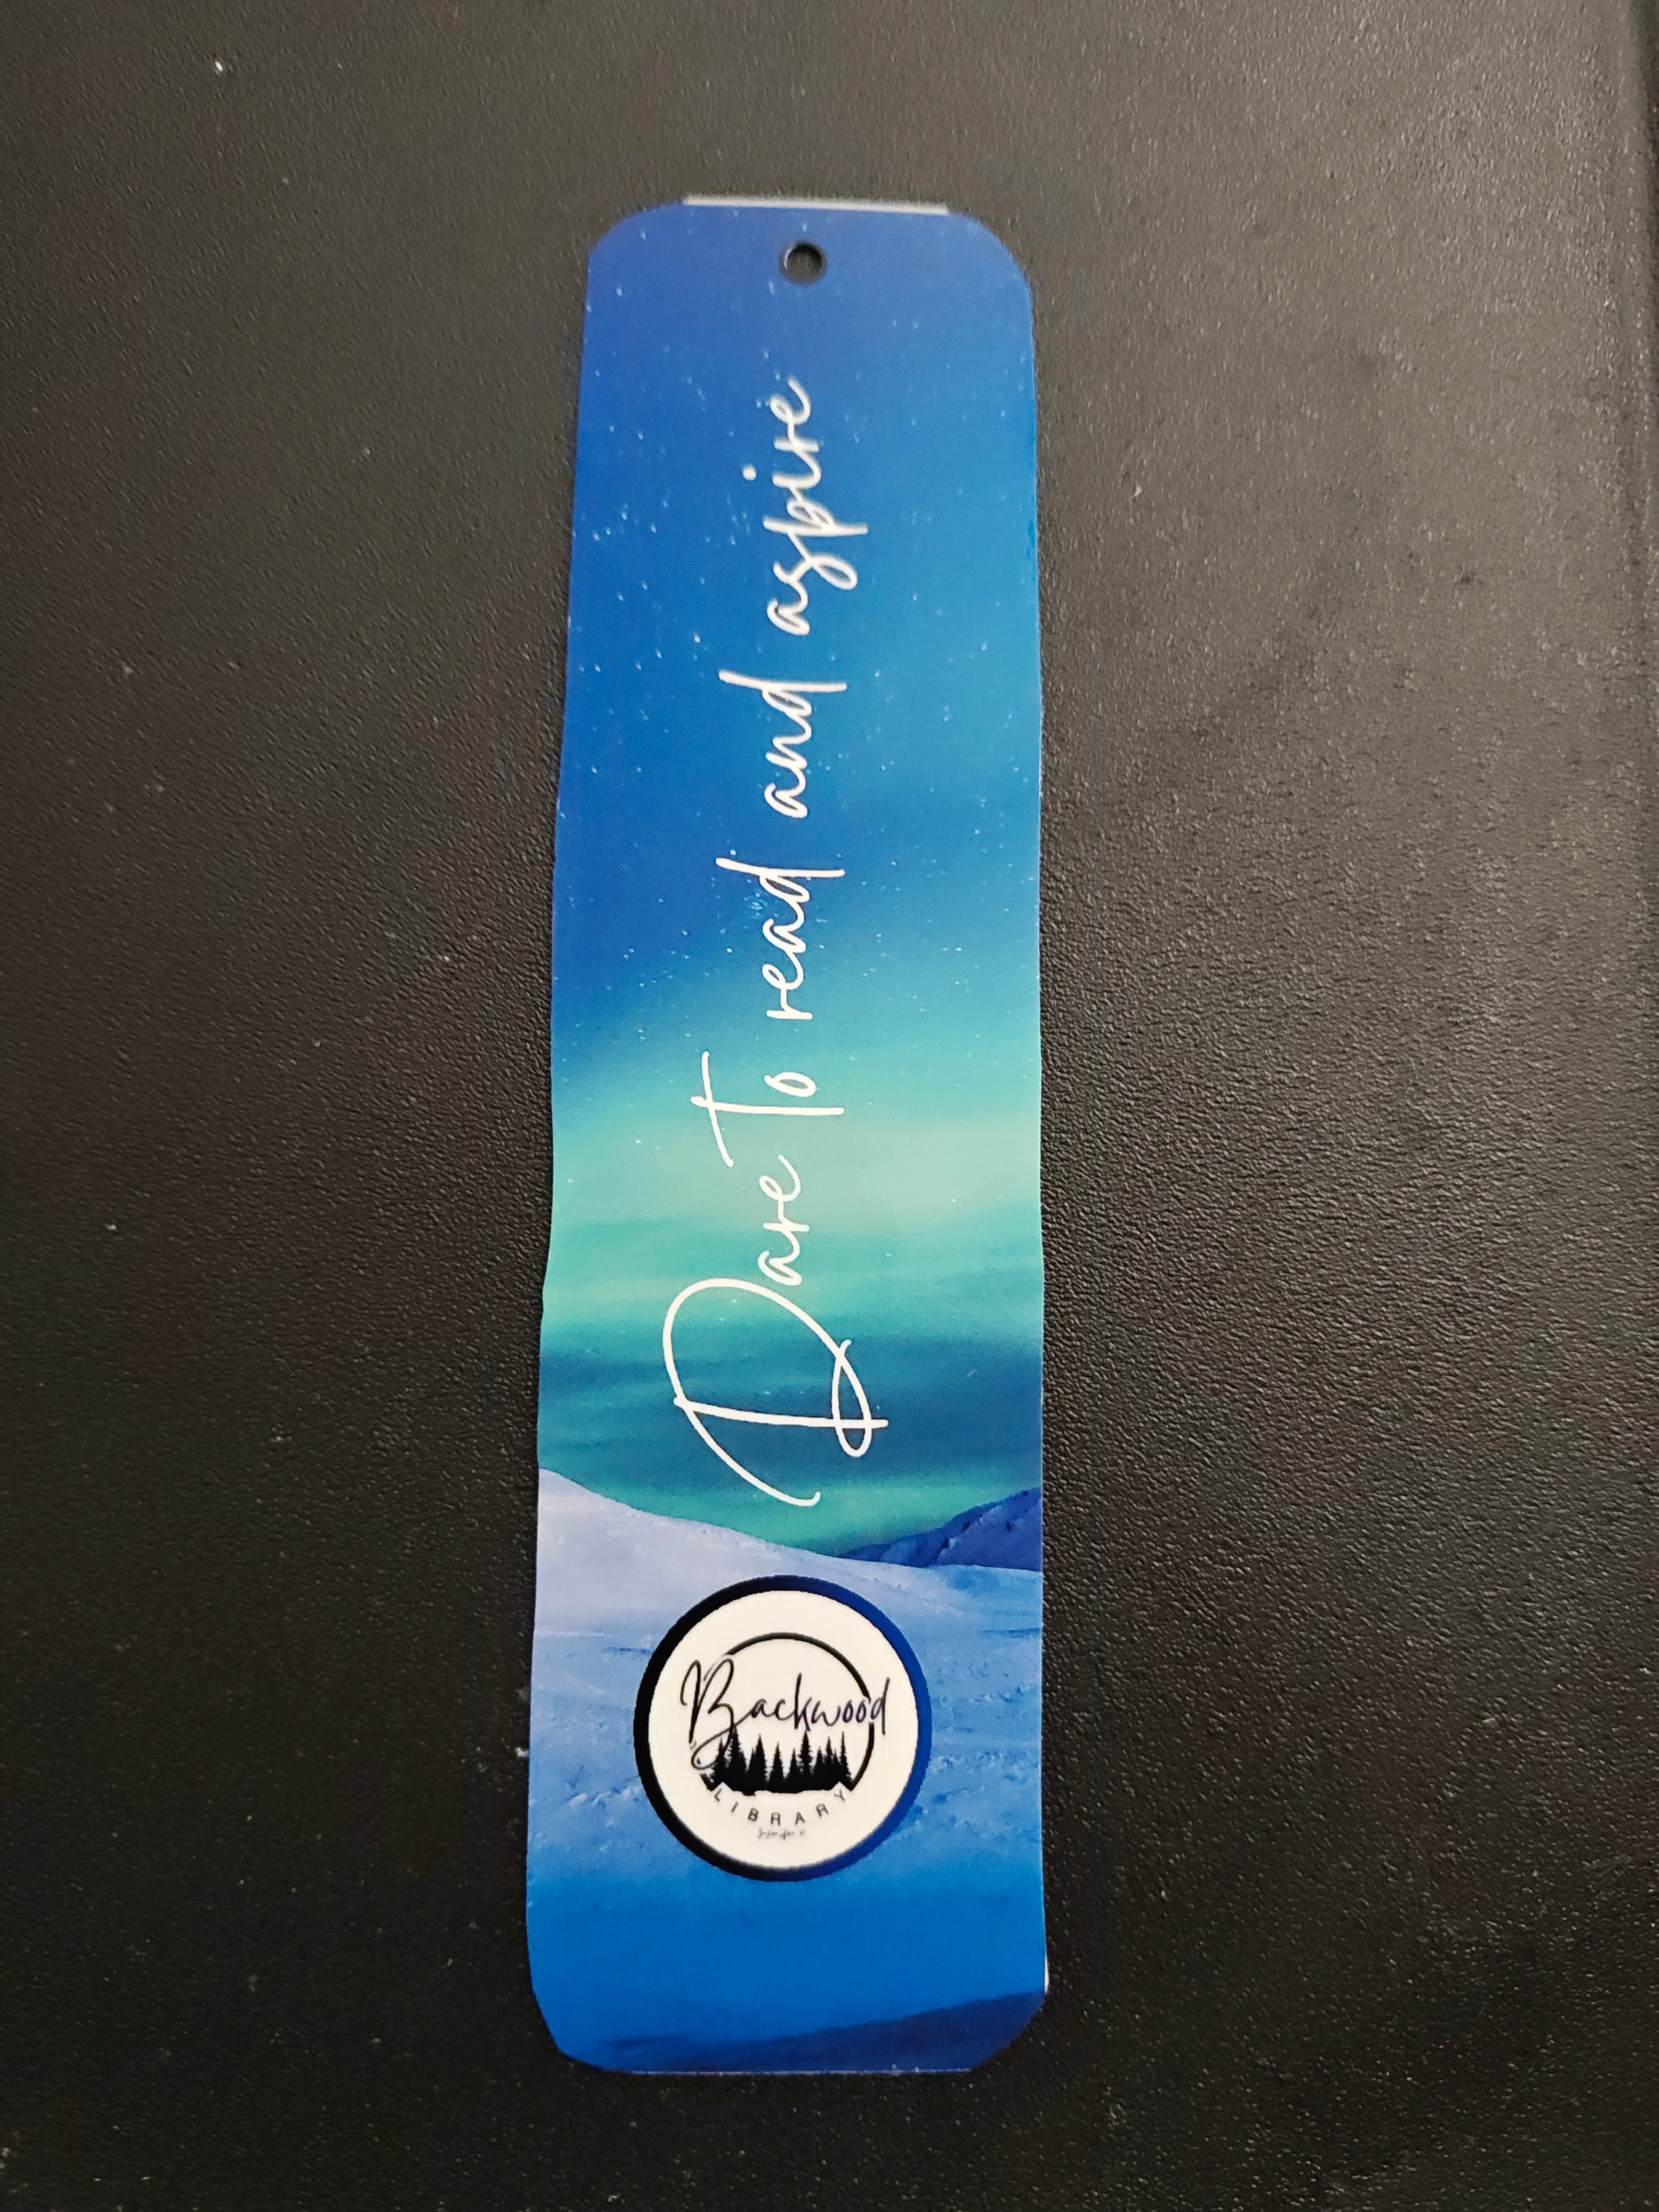 Dare To read and aspire
Backwood
LIBRARY